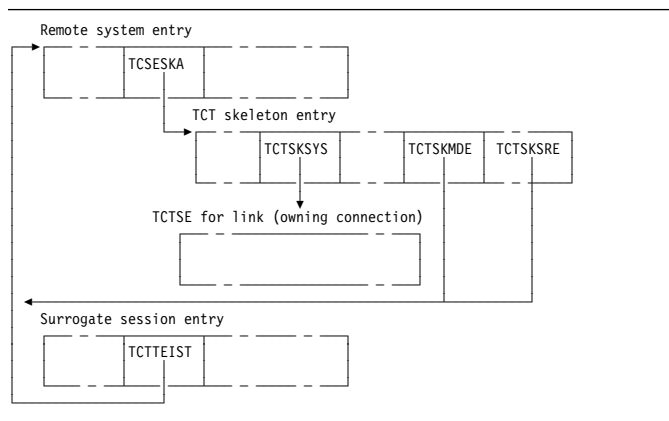 Remote system entry
TCSESKA
TCT skeleton entry
TCTSKSYS TCTSKMDE TCTSKSRE
TCTSE for link (owning connection)
Surrogate session entry
TCTTEIST